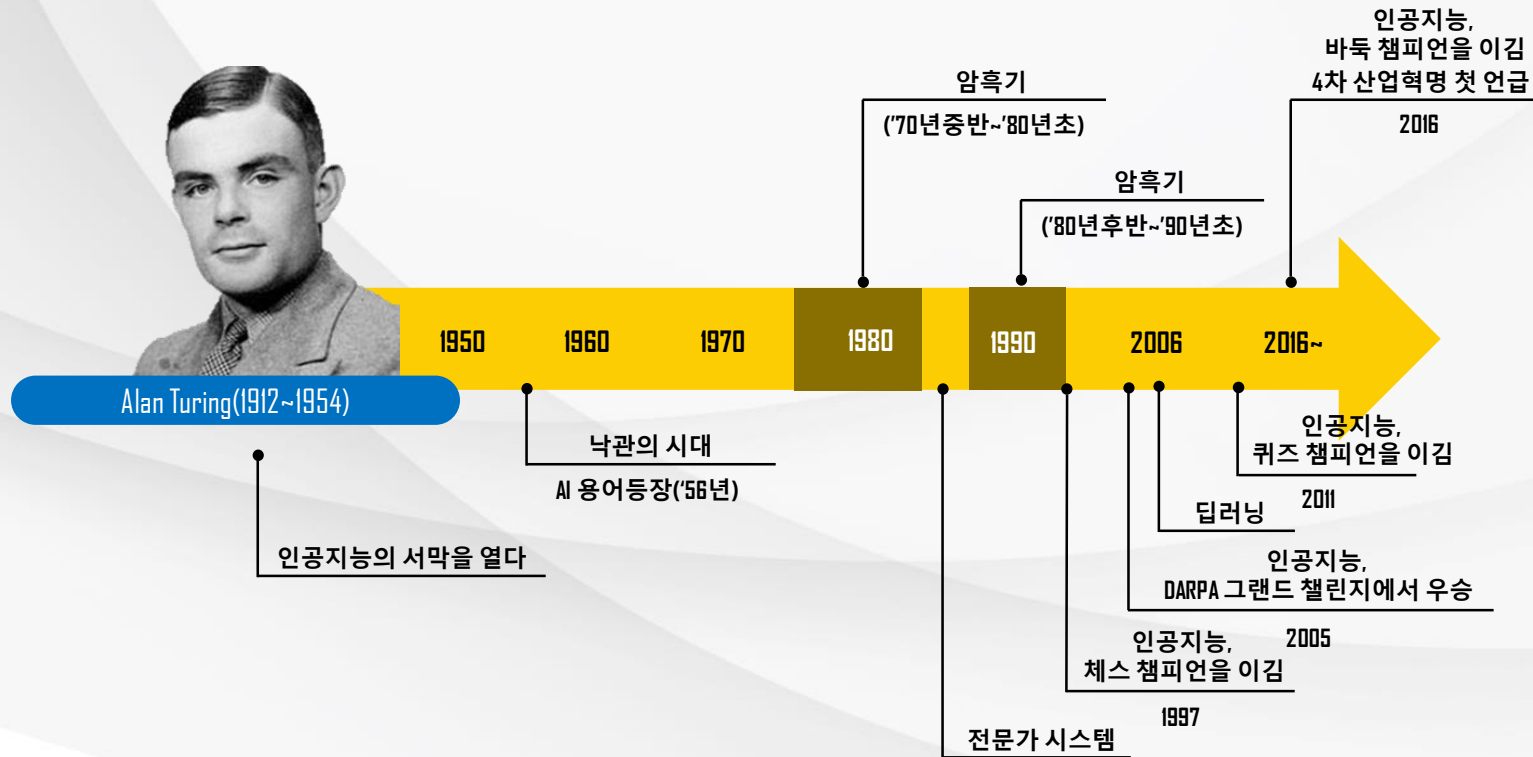 인공지능,
바둑 챔피언을 이김
4차 산업혁명 첫 언급
2016
암흑기
('70년중반~'80년초)
암흑기
('80년후반~'90년초)
1950
1960
1970
1980
1990
2006
2016~
Alan Turing(1912~1954)
인공지능의 서막을 열다
낙관의 시대
AI 용어등장('56년)
인공지능,
퀴즈 챔피언을 이김
2011
딥러닝
인공지능,
DARPA 그랜드 챌린지에서 우승
2005
인공지능,
체스 챔피언을 이김
1997
전문가 시스템